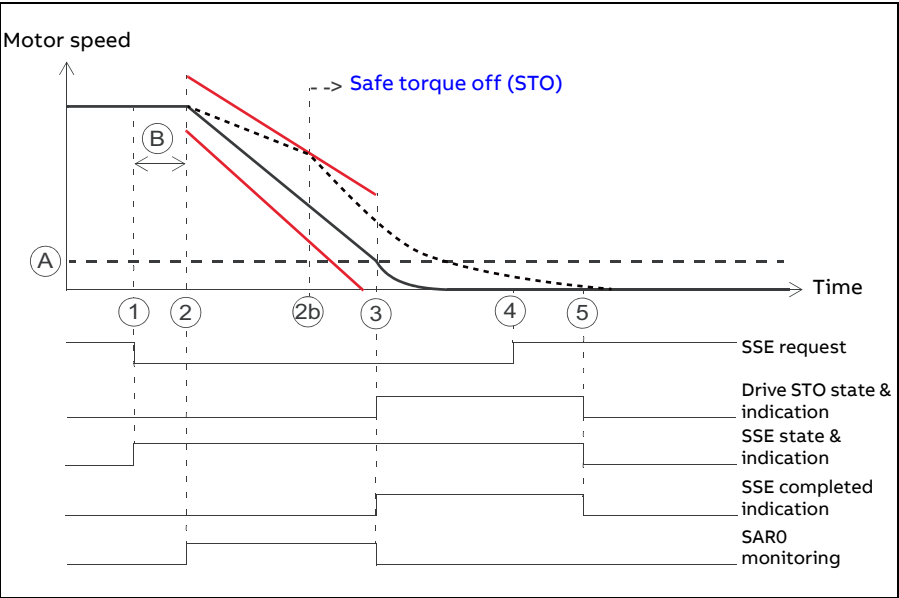 Motor speed
Safe torque off (STO)
B
A
Time
1
2
2b
3
4
5
SSE request
Drive STO state &
indication
SSE state &
indication
SSE completed
indication
SAR0
monitoring